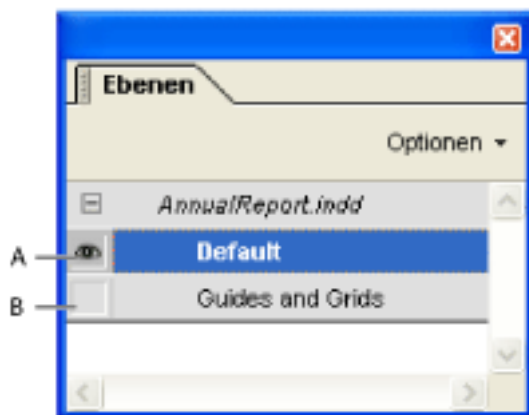 Ebenen
Optionen
AnnualReport.indd
A
Default
B
Guides and Grids